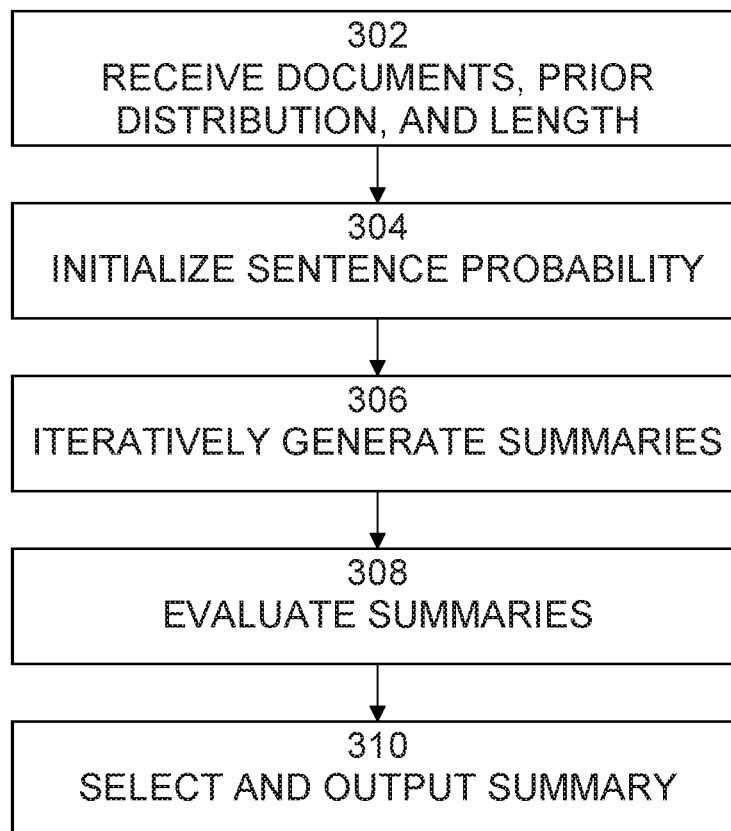 302
RECEIVE DOCUMENTS, PRIOR
DISTRIBUTION, AND LENGTH
304
INITIALIZE SENTENCE PROBABILITY
306
ITERATIVELY GENERATE SUMMARIES
308
EVALUATE SUMMARIES
310
SELECT AND OUTPUT SUMMARY